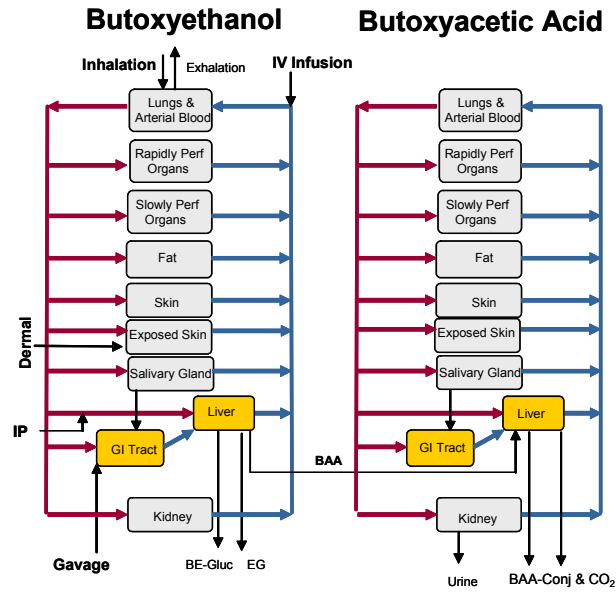 Butoxyethanol
Butoxyacetic Acid
Inhalation
Exhalation
IV Infusion
Lungs &
Arterial Blood
Rapidly Perf
Organs
Slowly Perf
Organs
Fat
Skin
Exposed Skin
Dermal
Salivary Gland
Liver
IP
GI Tract
Kidney
Gavage
BE-Gluc
EG
BAA
Lungs &
Arterial Blood
Rapidly Perf
Organs
Slowly Perf
Organs
Fat
Skin
Exposed Skin
Salivary Gland
Liver
GI Tract
Kidney
Urine
BAA-Conj & CO₂